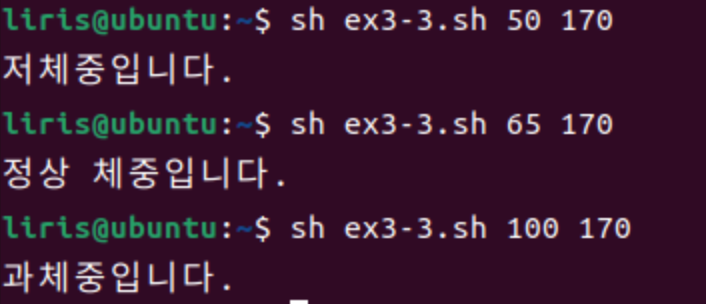 liris@ubuntu:~$ sh ex3-3.sh 50 170
저체중입니다.
liris@ubuntu:~$ sh ex3-3.sh 65 170
정상 체중입니다.
liris@ubuntu:~$ sh ex3-3.sh 100 170
과체중입니다.